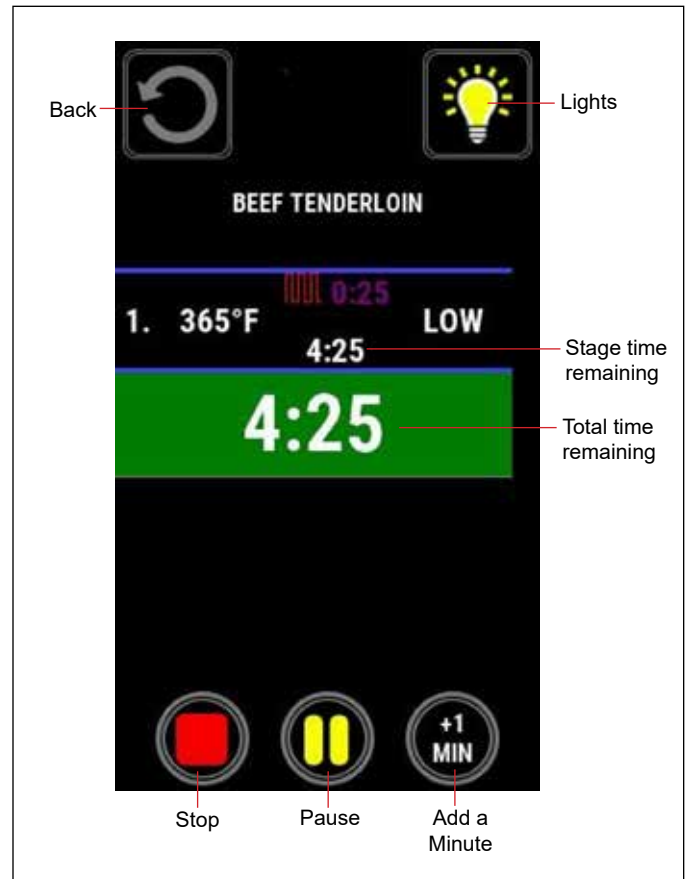 Back
Lights
BEEF TENDERLOIN
0:25
1. 365°F LOW
4:25
Stage time
remaining
4:25
Total time
remaining
+1
MIN
Stop
Pause
Add a
Minute